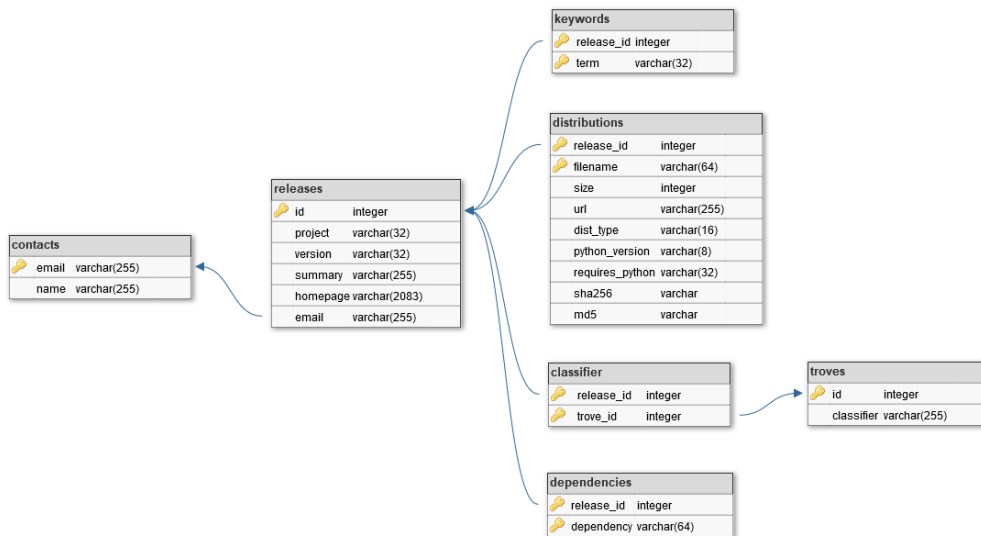 keywords
release_id integer
term varchar(32)
distributions
release_id integer
filename varchar(64)
size integer
url varchar(255)
dist_type varchar(16)
python_version varchar(8)
requires_python varchar(32)
sha256 varchar
md5 varchar
releases
id integer
project varchar(32)
version varchar(32)
summary varchar(255)
homepage varchar(2083)
email varchar(255)
contacts
email varchar(255)
name varchar(255)
classifier
release_id integer
trove_id integer
troves
id integer
classifier varchar(255)
dependencies
release_id integer
dependency varchar(64)